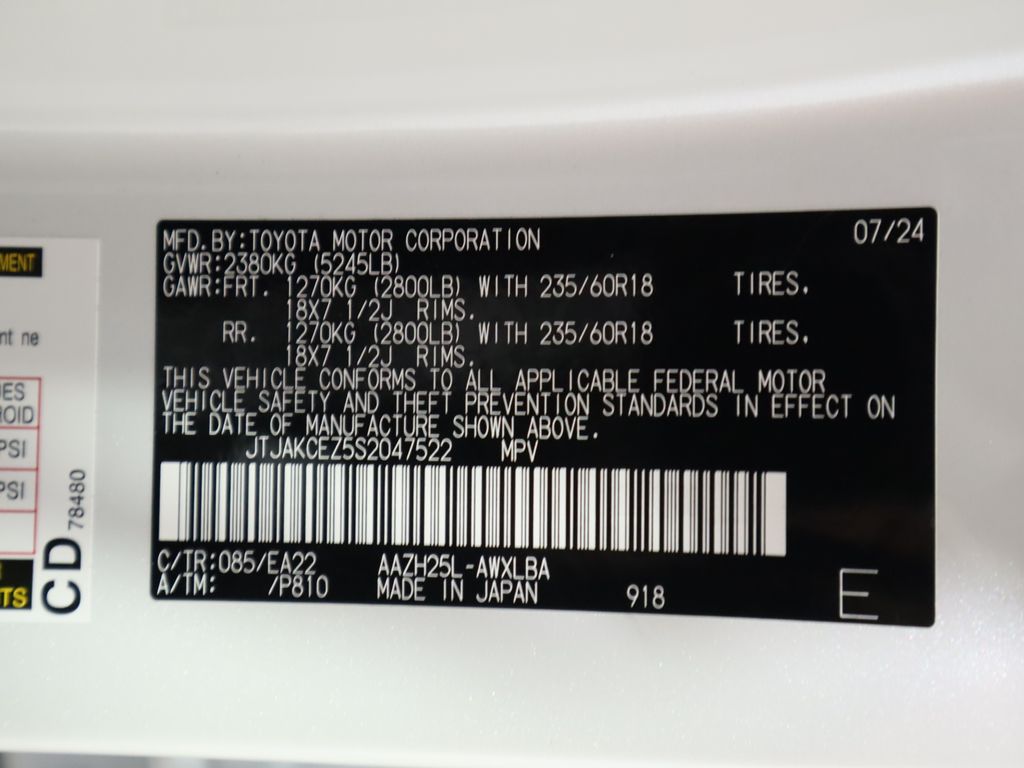 MFD.BY:TOYOTA MOTOR CORPORATION 07/24
GVWR:2380KG (5245LB)
GAWR:FRT. 1270KG (2800LB) WITH 235/60R18 TIRES.
18X7 1/2J RIMS.
RR. 1270KG (2800LB) WITH 235/60R18 TIRES.
18X7 1/2J RIMS.
THIS VEHICLE CONFORMS TO ALL APPLICABLE FEDERAL MOTOR
VEHICLE SAFETY AND THEFT PREVENTION STANDARDS IN EFFECT ON
THE DATE OF MANUFACTURE SHOWN ABOVE.
JTJAKCEZ5S2047522 MPV
C/TR:085/EA22 AAZH25L-AWXLBA
A/TM: /P810 MADE IN JAPAN 918
E
MENT
nt ne
ES
ROID
PSI
PSI
TS
CD 78480